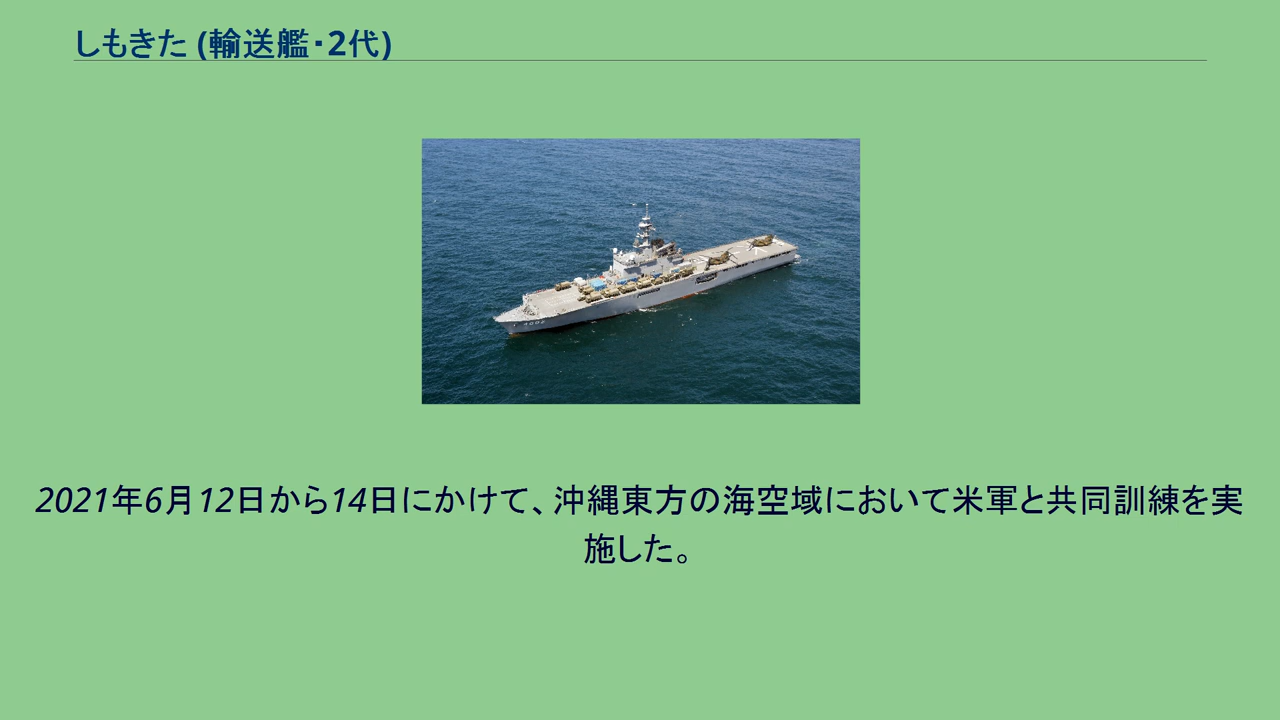 しもきた (輸送艦・2代)
2021年6月12日から14日にかけて、沖縄東方の海空域において米軍と共同訓練を実
施した。